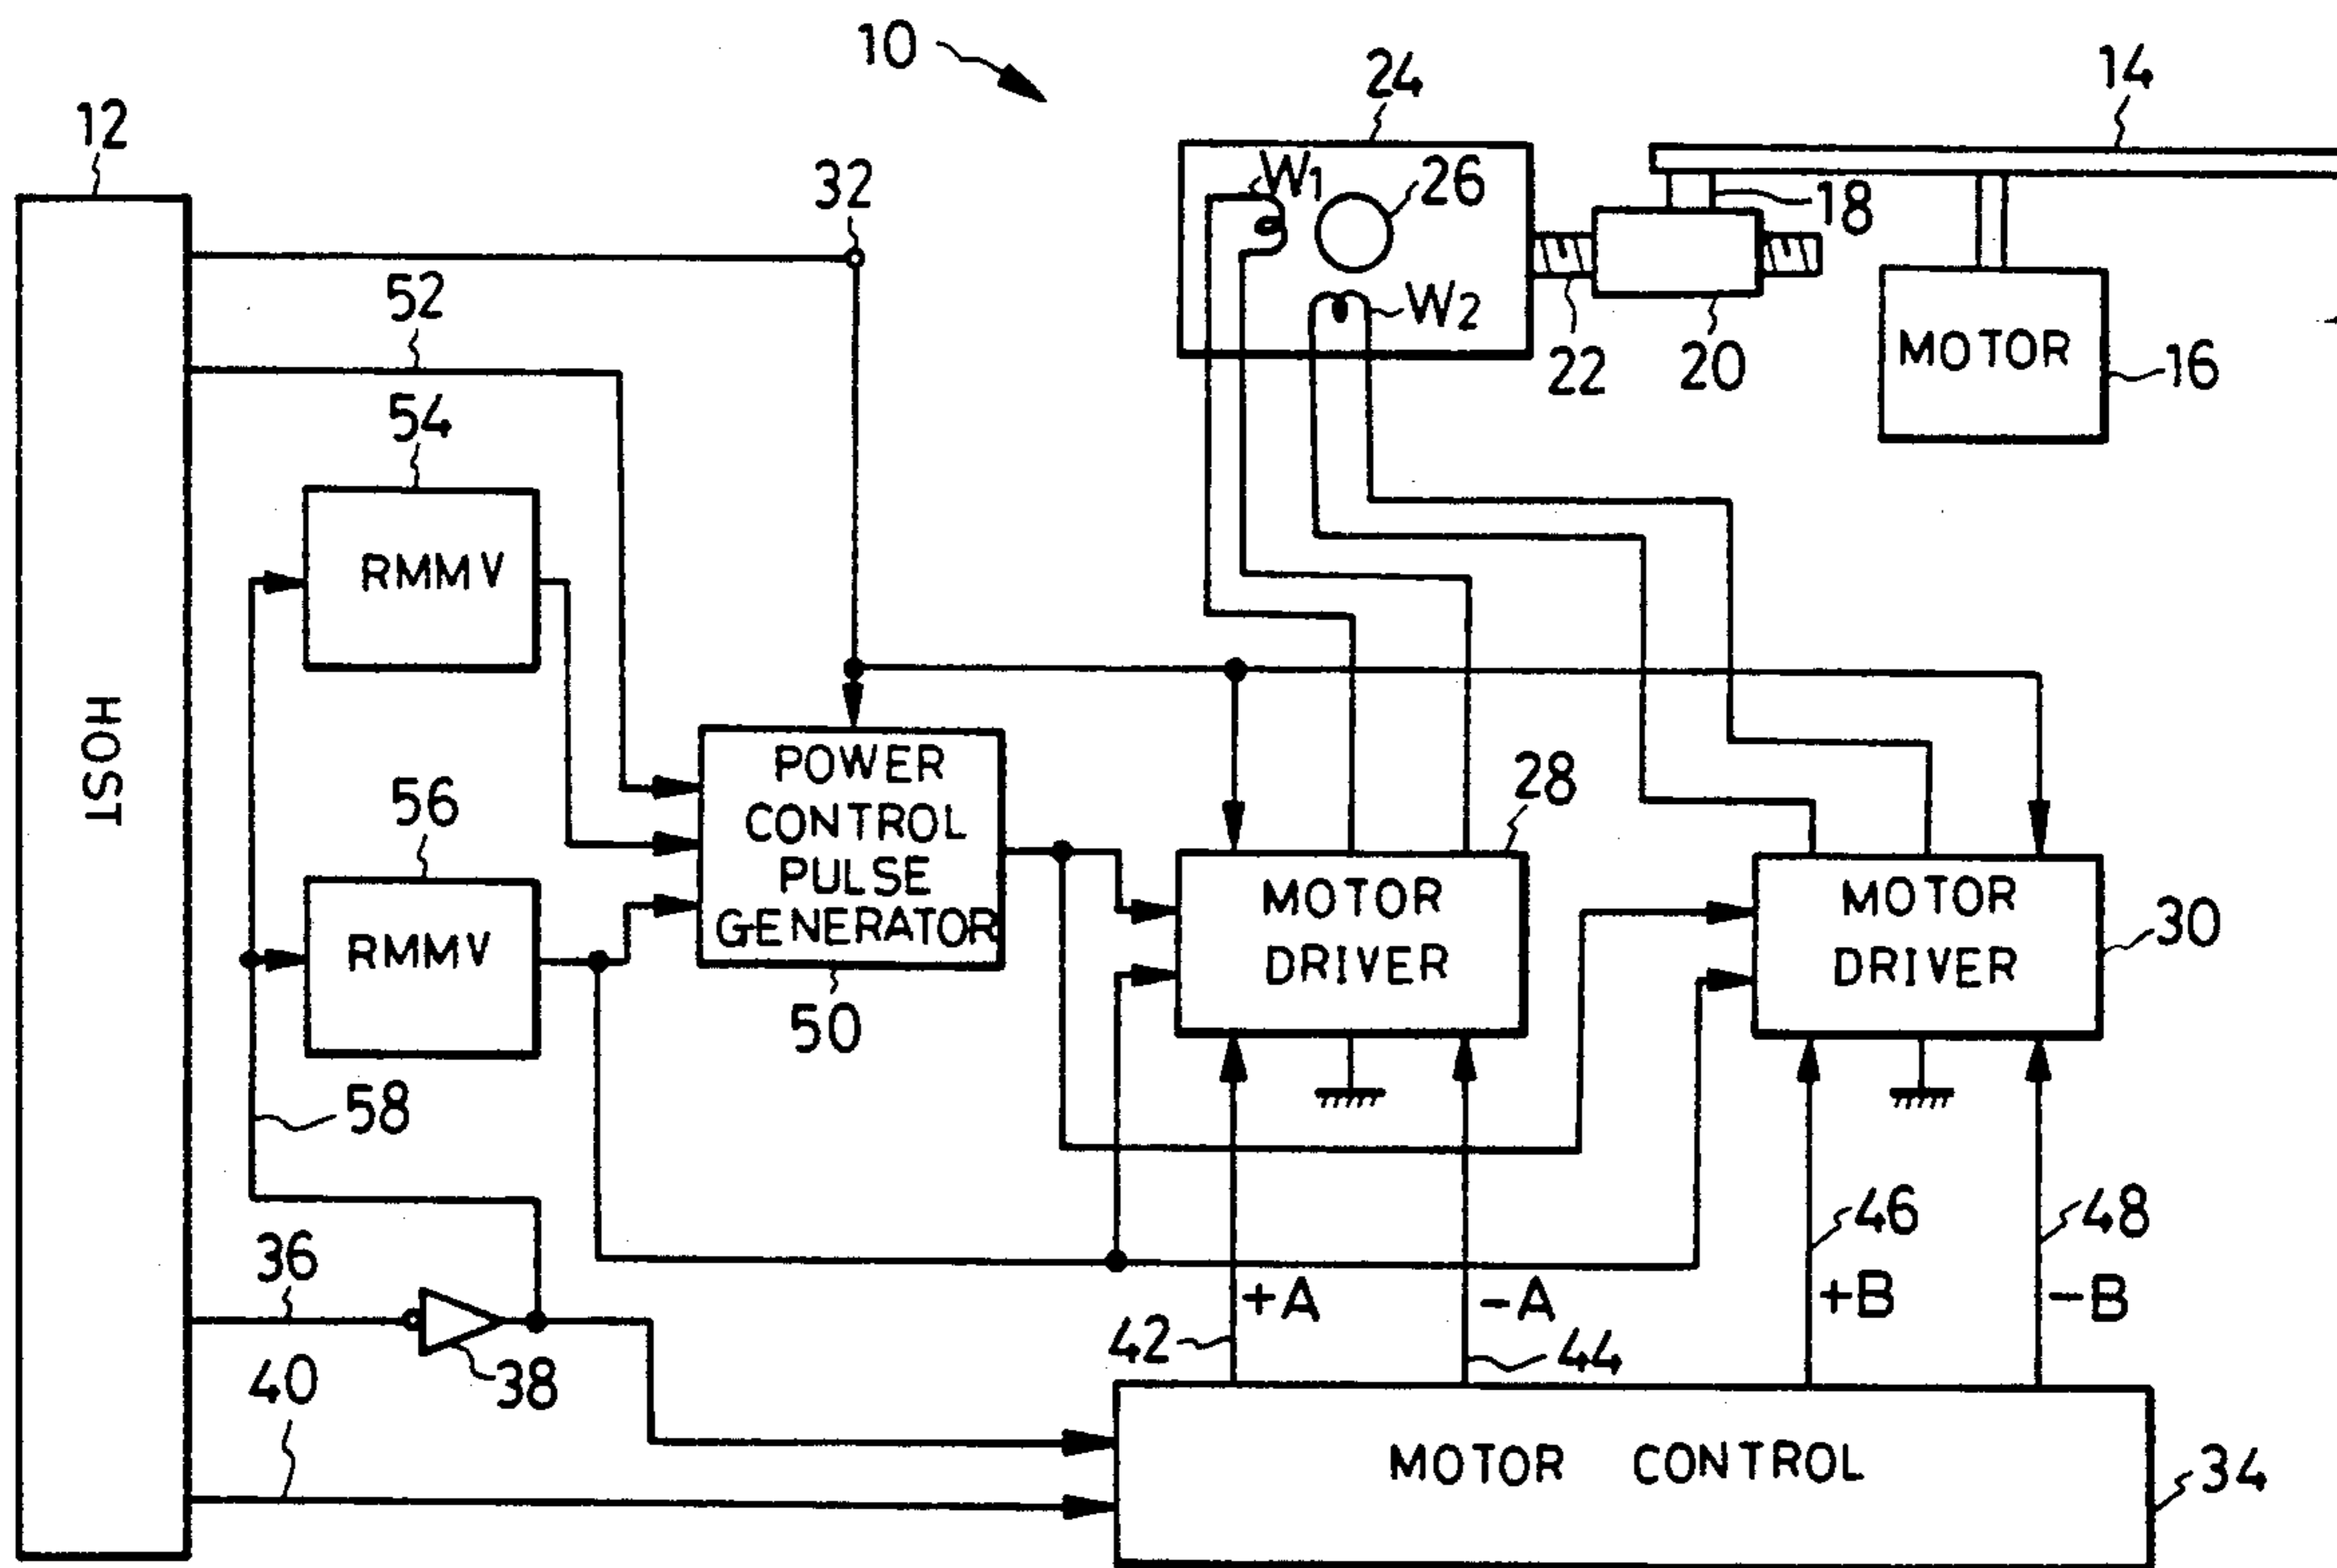 10
24
14
12
32
W1
26
18
52
W2
22
20
MOTOR
16
54
RMMV
HOST
POWER
CONTROL
PULSE
GENERATOR
28
56
MOTOR
DRIVER
MOTOR
DRIVER
30
RMMV
50
58
46
48
36
+A
-A
+B
-B
42
44
38
40
MOTOR CONTROL
34